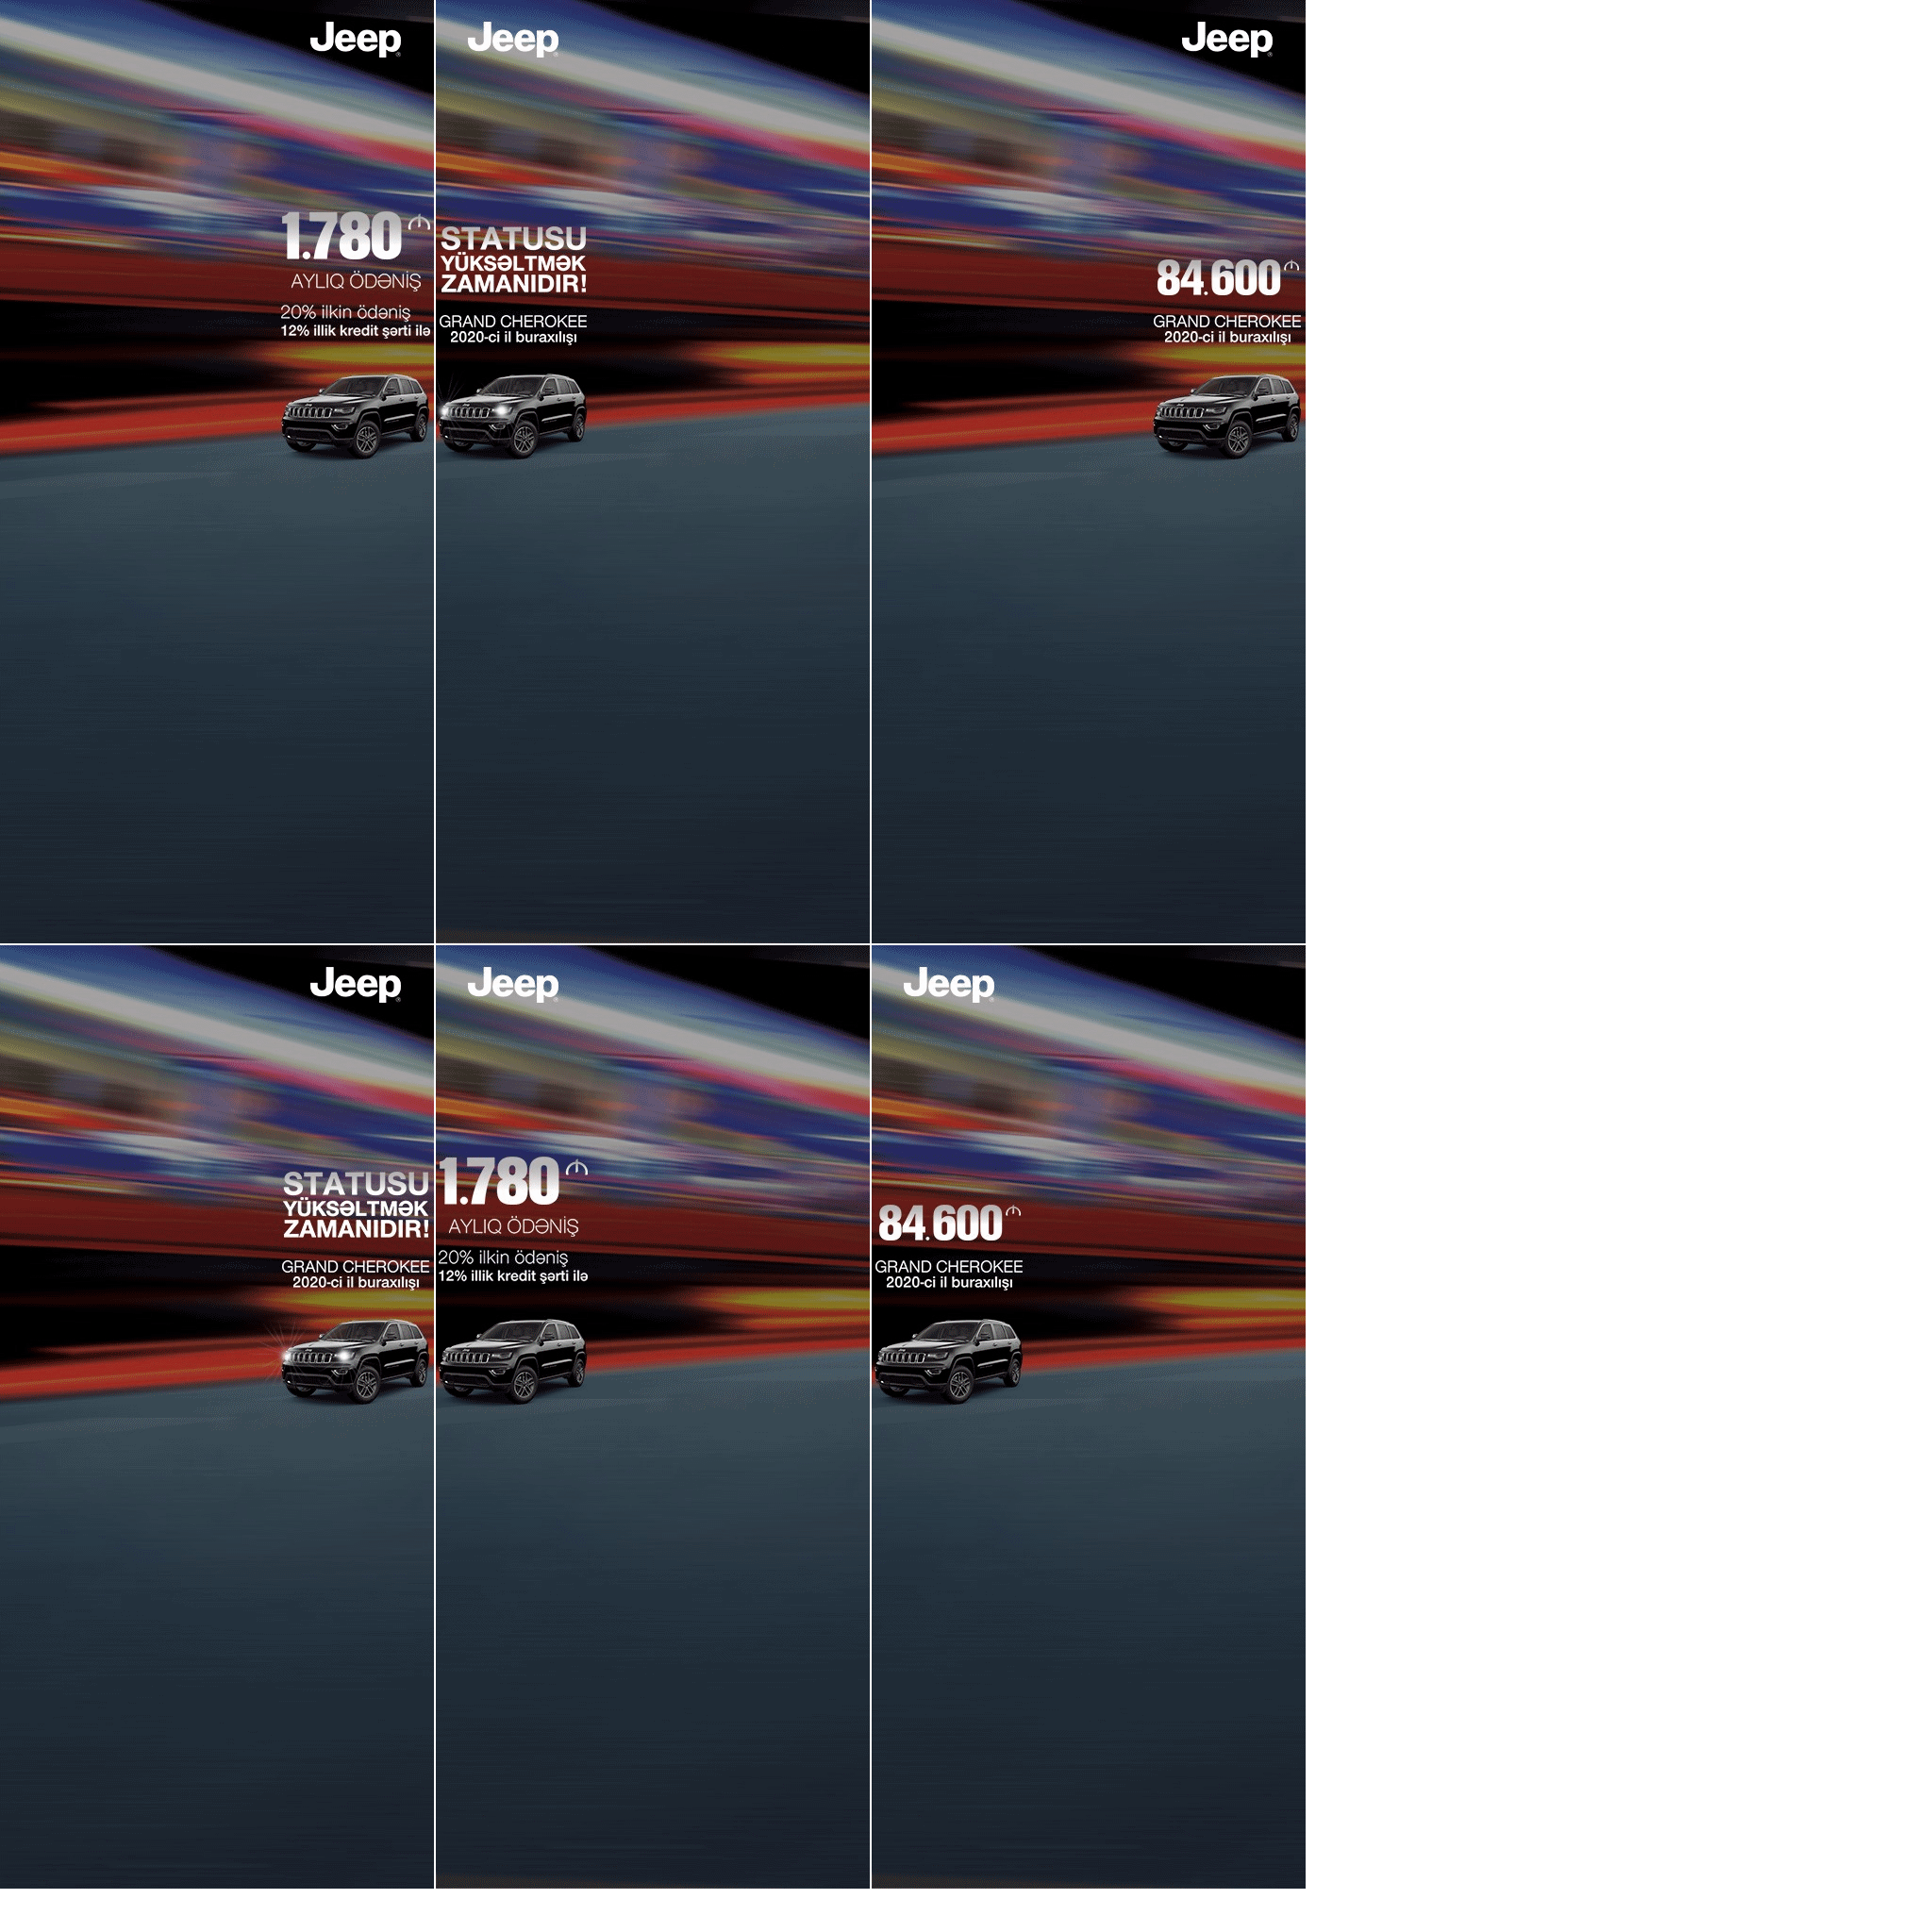 Jeep
1.780 ₼
AYLIQ ÖDƏNİŞ
20% ilkin ödəniş
12% illik kredit şərti ilə
Jeep
STATUSU
YÜKSƏLTMƏK
ZAMANIDIR!
GRAND CHEROKEE
2020-ci il buraxılışı
Jeep
84.600 ₼
GRAND CHEROKEE
2020-ci il buraxılışı
Jeep
STATUSU
YÜKSƏLTMƏK
ZAMANIDIR!
GRAND CHEROKEE
2020-ci il buraxılışı
Jeep
1.780 ₼
AYLIQ ÖDƏNİŞ
20% ilkin ödəniş
12% illik kredit şərti ilə
Jeep
84.600 ₼
GRAND CHEROKEE
2020-ci il buraxılışı